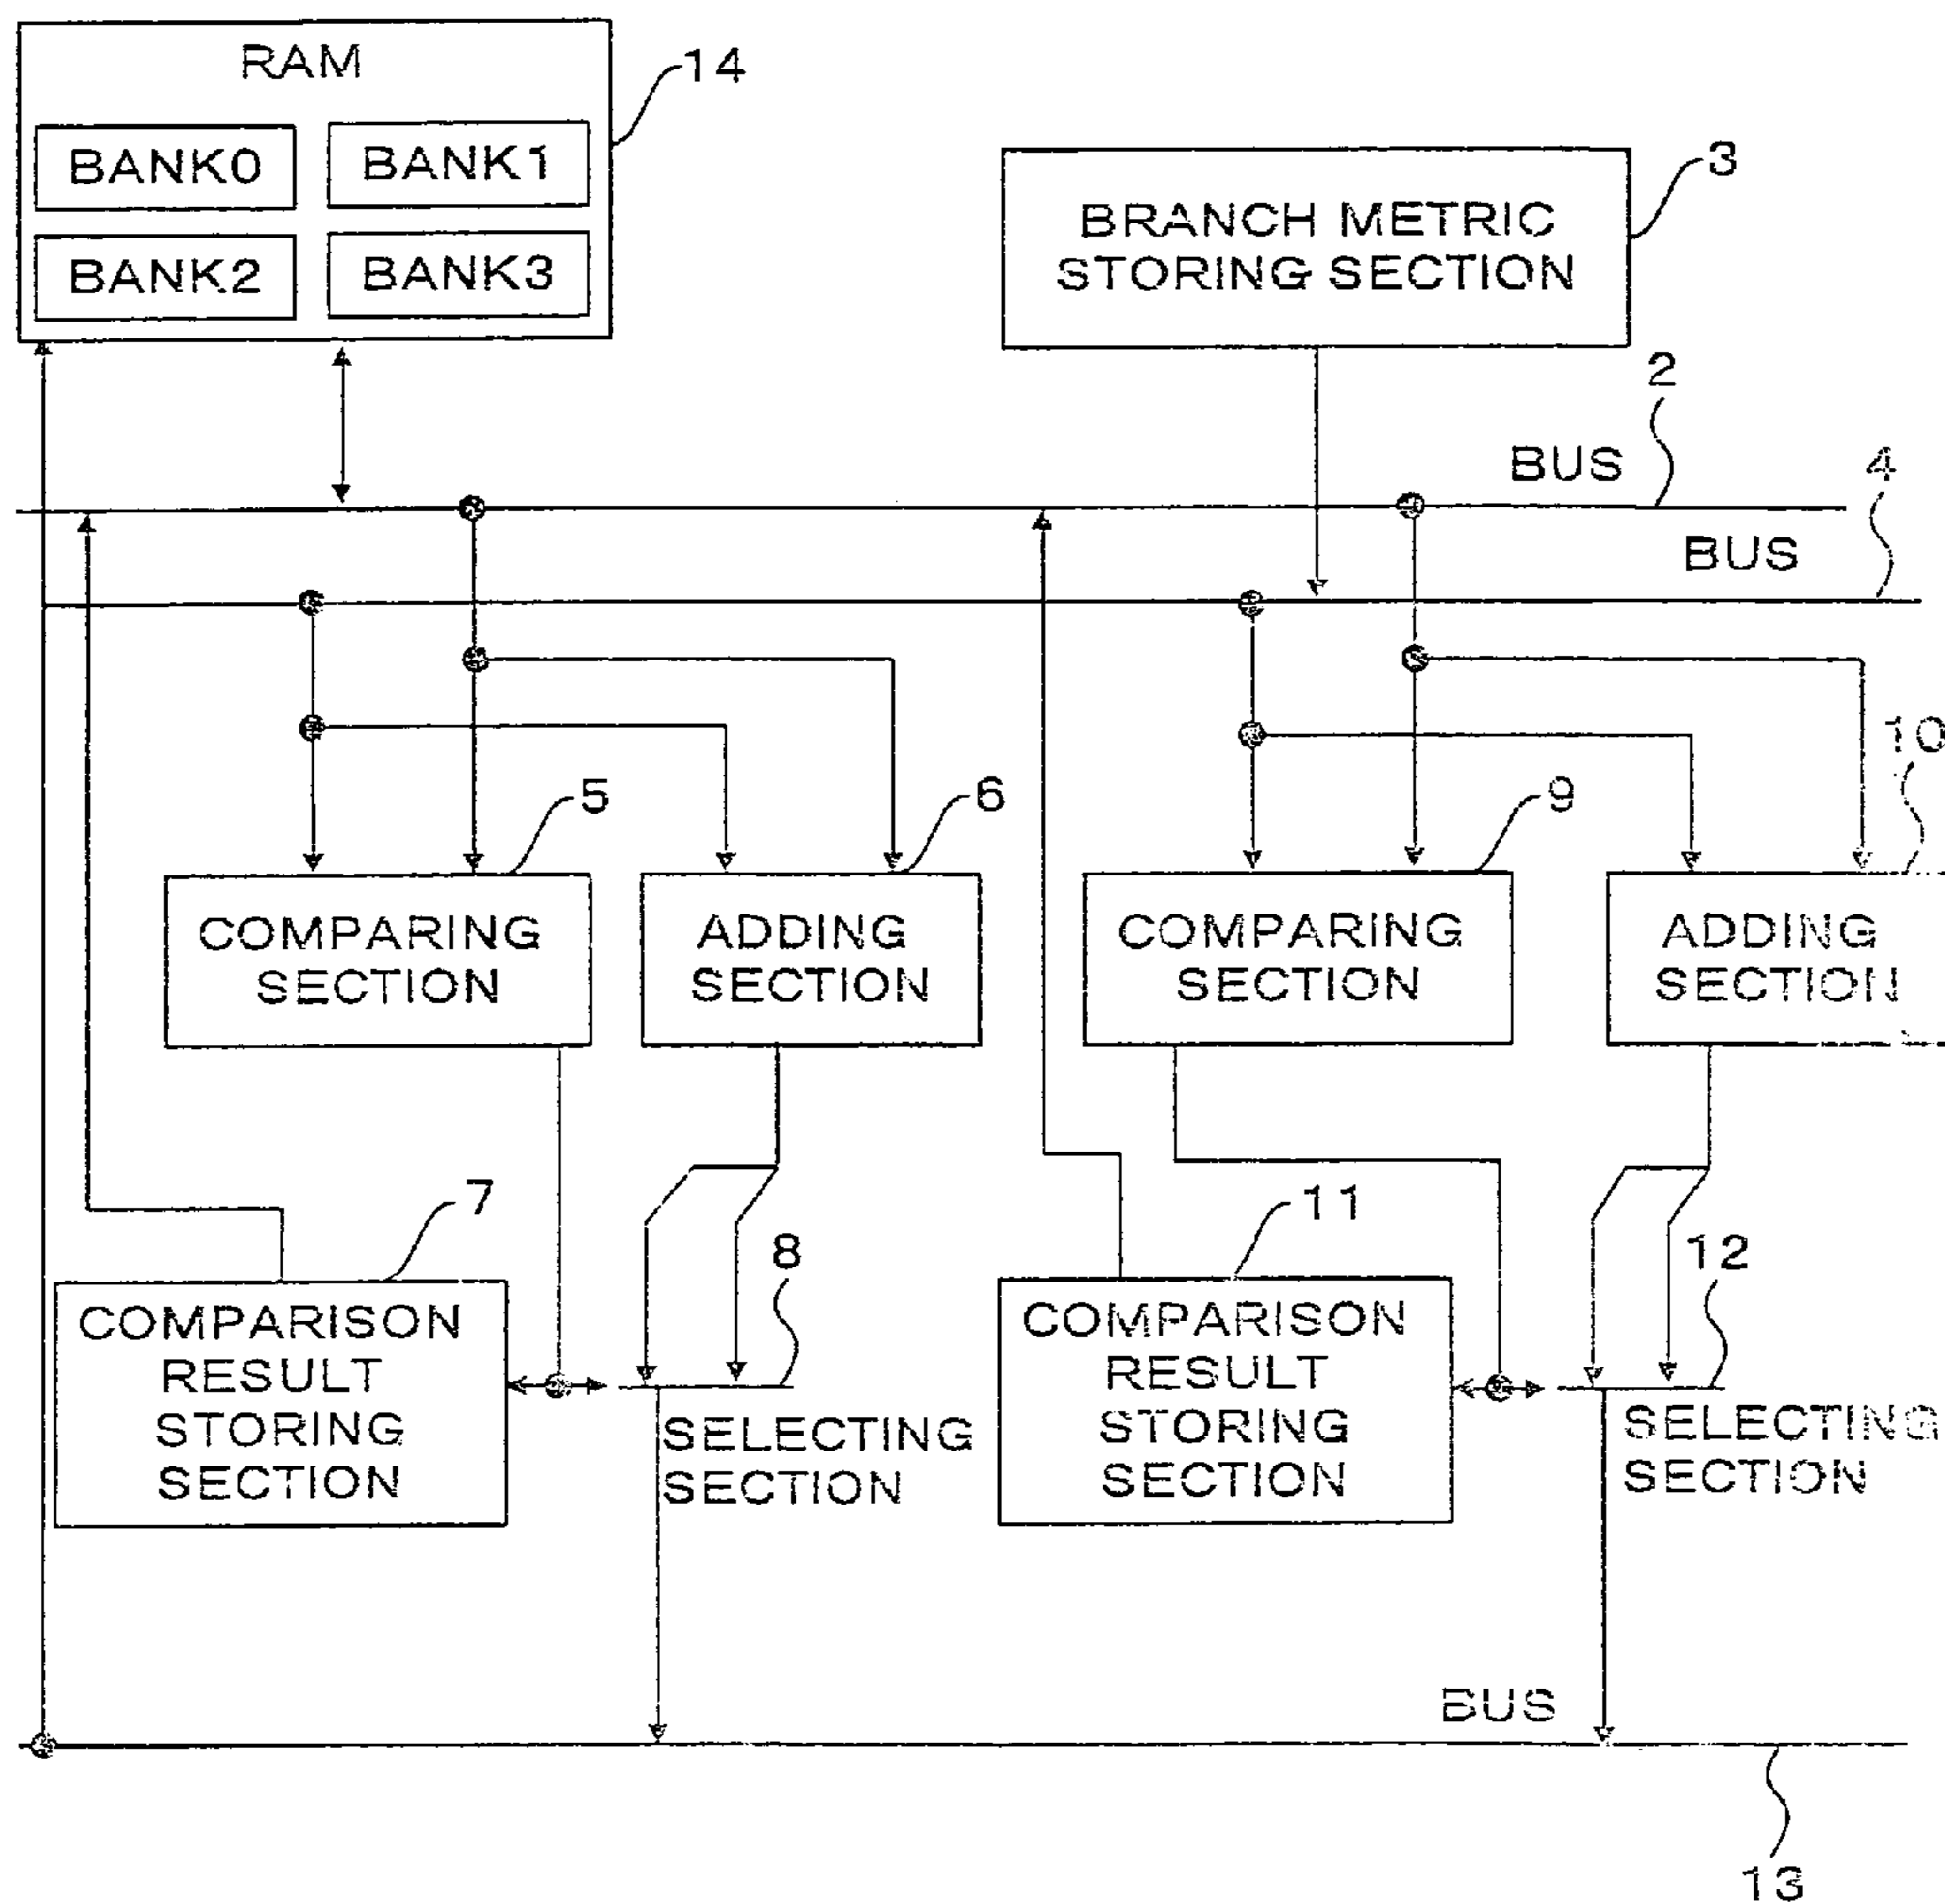 RAM
14
BANK0
BANK1
BANK2
BANK3
3
BRANCH METRIC
STORING SECTION
2
BUS
4
BUS
5
6
9
10
COMPARING
SECTION
ADDING
SECTION
COMPARING
SECTION
ADDING
SECTION
7
8
11
12
COMPARISON
RESULT
STORING
SECTION
SELECTING
SECTION
COMPARISON
RESULT
STORING
SECTION
SELECTING
SECTION
BUS
13